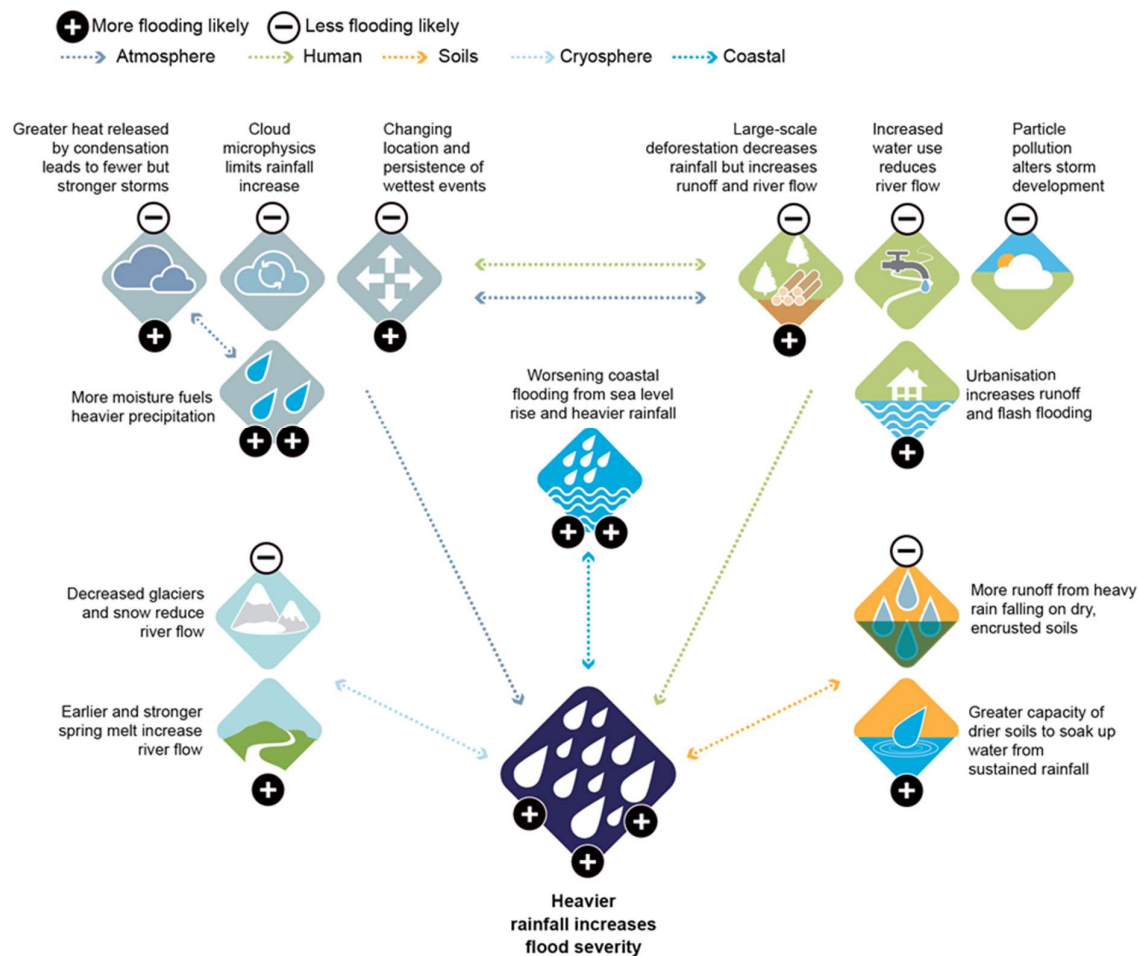 More flooding likely
Less flooding likely
Atmosphere
Human
Soils
Cryosphere
Coastal
Greater heat released
by condensation
leads to fewer but
stronger storms
Cloud
microphysics
limits rainfall
increase
Changing
location and
persistence of
wettest events
Large-scale
deforestation decreases
rainfall but increases
runoff and river flow
Increased
water use
reduces
river flow
Particle
pollution
alters storm
development
More moisture fuels
heavier precipitation
Worsening coastal
flooding from sea level
rise and heavier rainfall
Urbanisation
increases runoff
and flash flooding
Decreased glaciers
and snow reduce
river flow
More runoff from heavy
rain falling on dry,
encrusted soils
Earlier and stronger
spring melt increase
river flow
Greater capacity of
drier soils to soak up
water from
sustained rainfall
Heavier
rainfall increases
flood severity